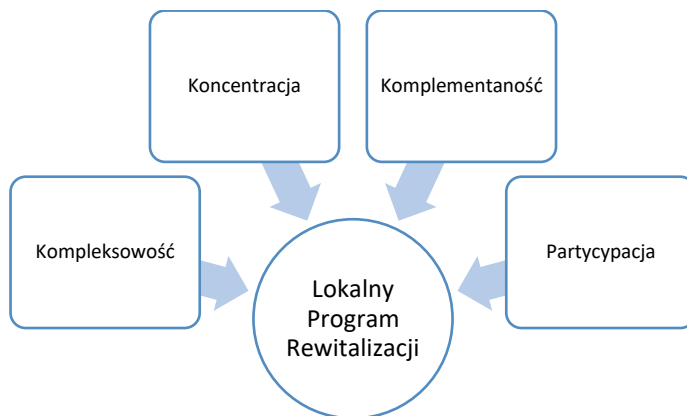 Koncentracja
Komplementaność
Kompleksowość
Partycypacja
Lokalny
Program
Rewitalizacji